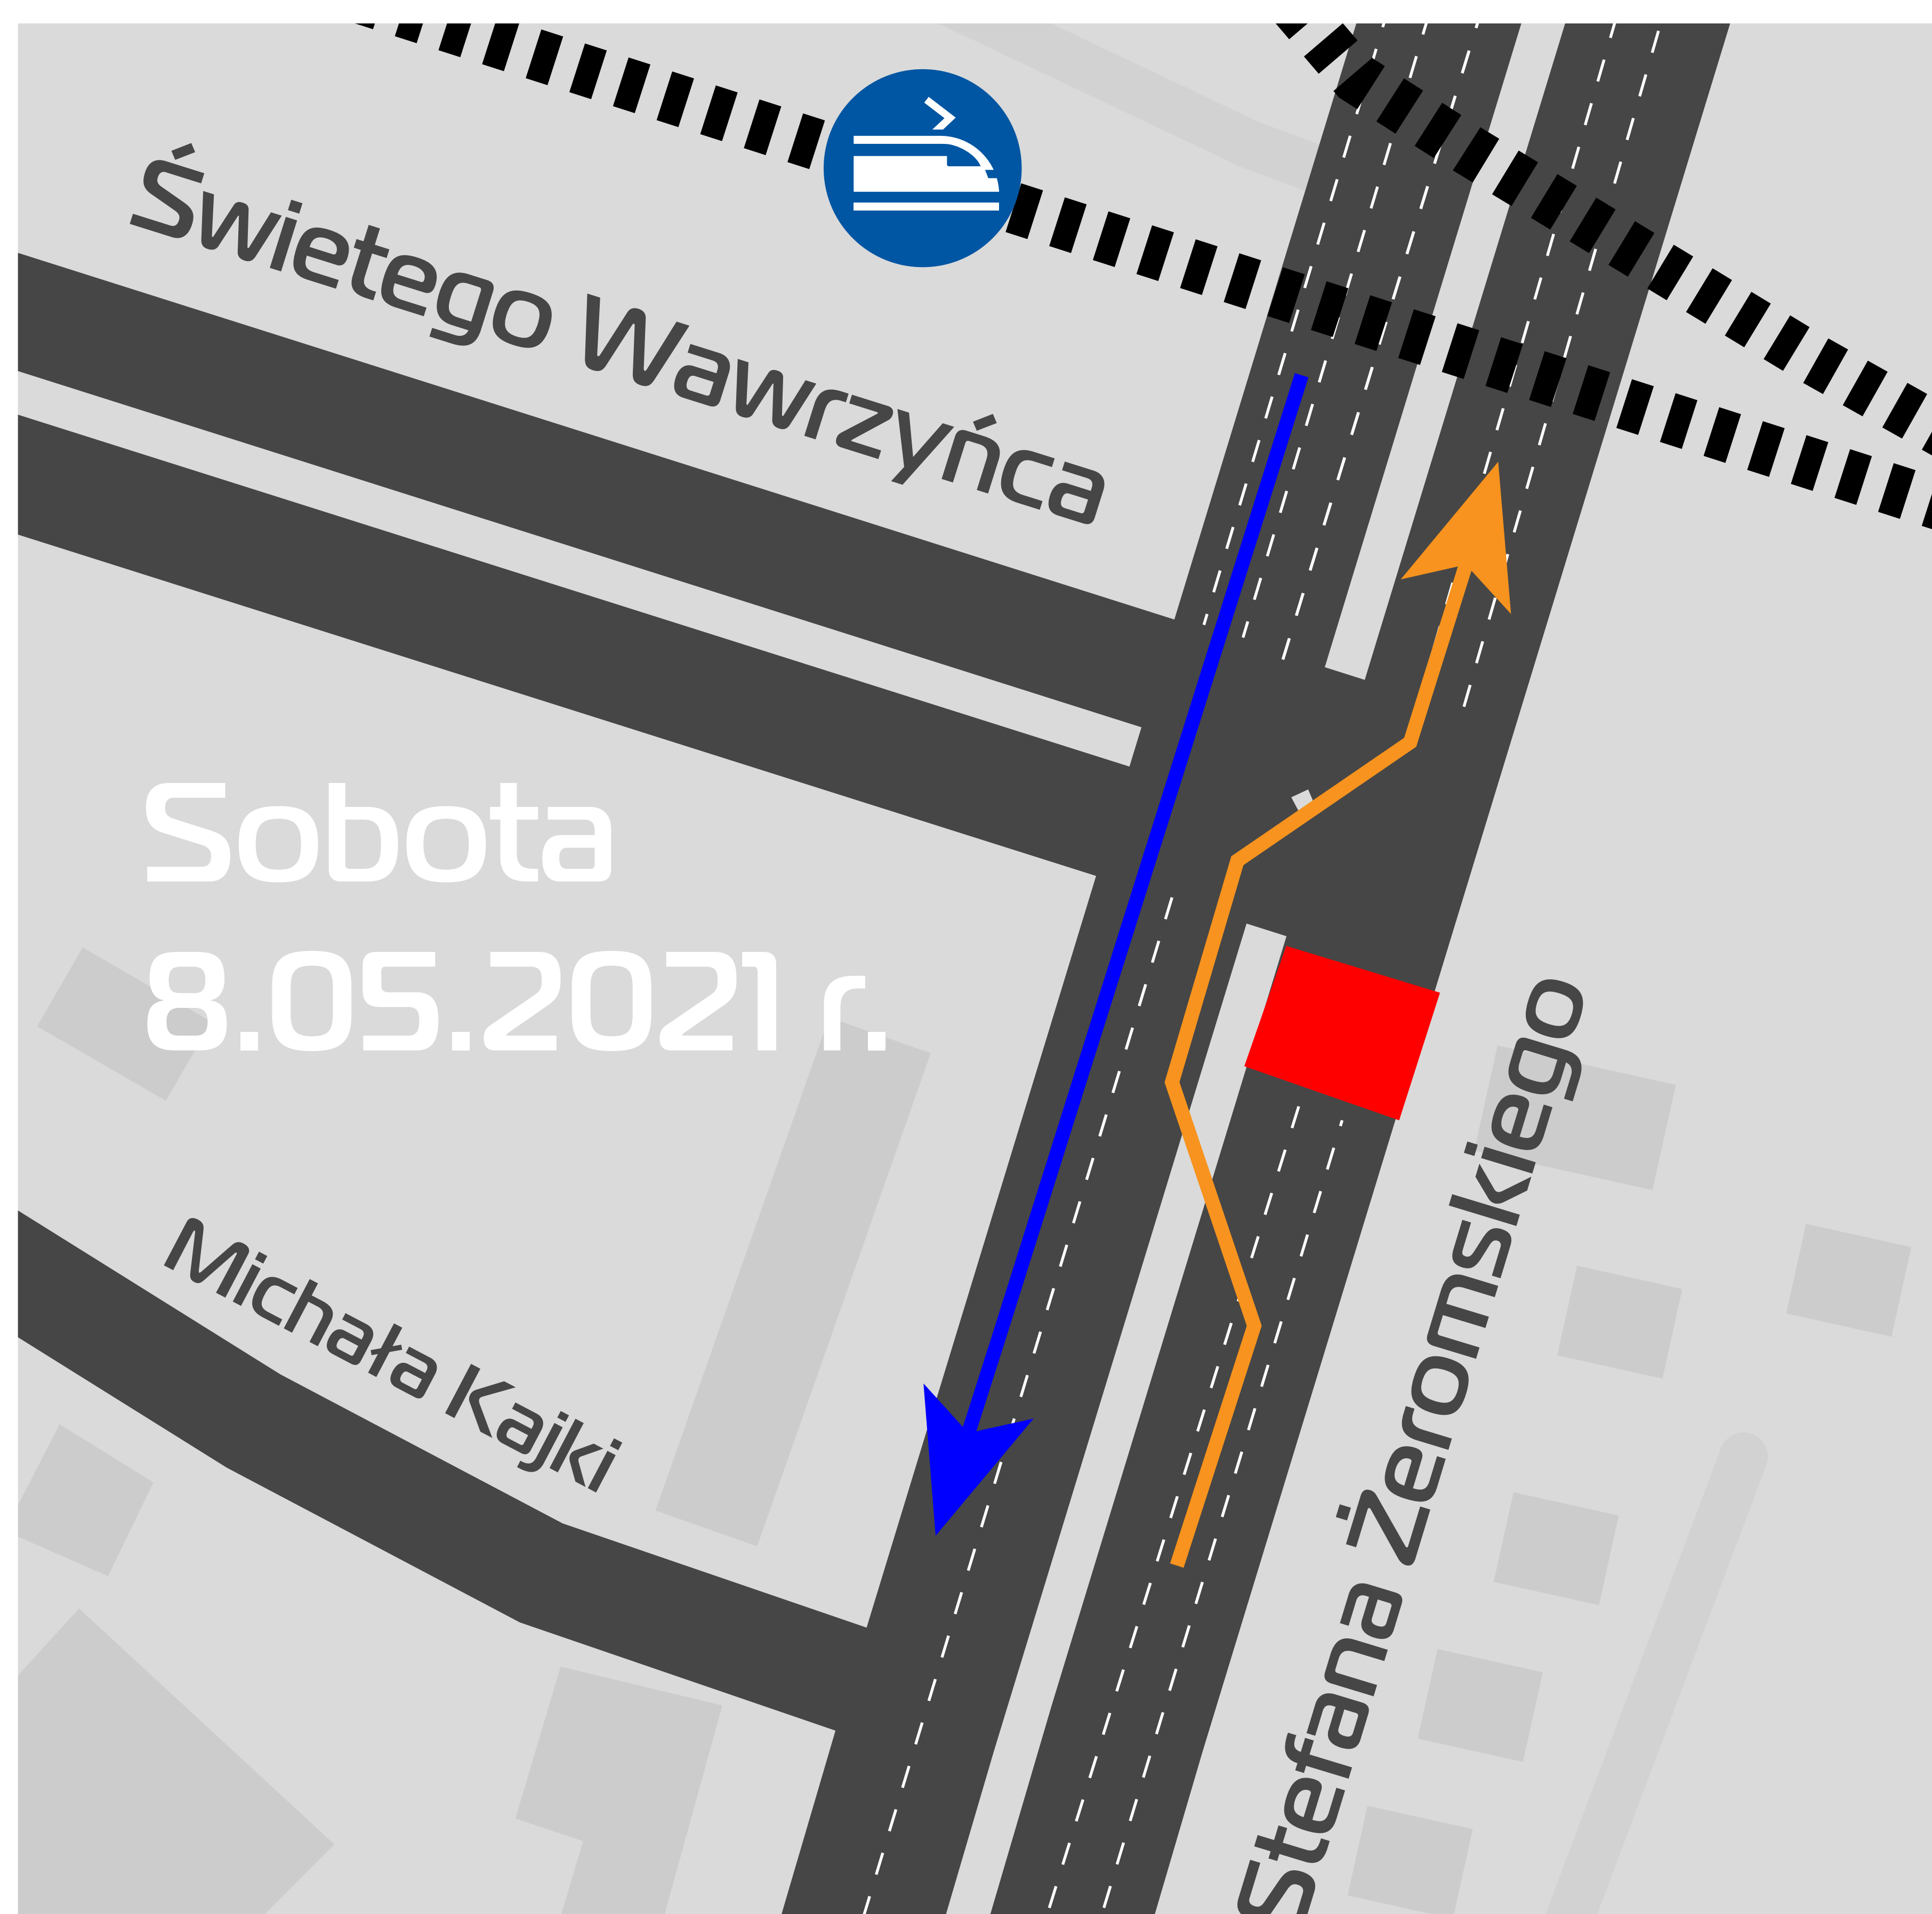 Świetego Wawrzyńca
Sobota
8.05.2021 r.
Michała Kajki
Stefana Żeromskiego